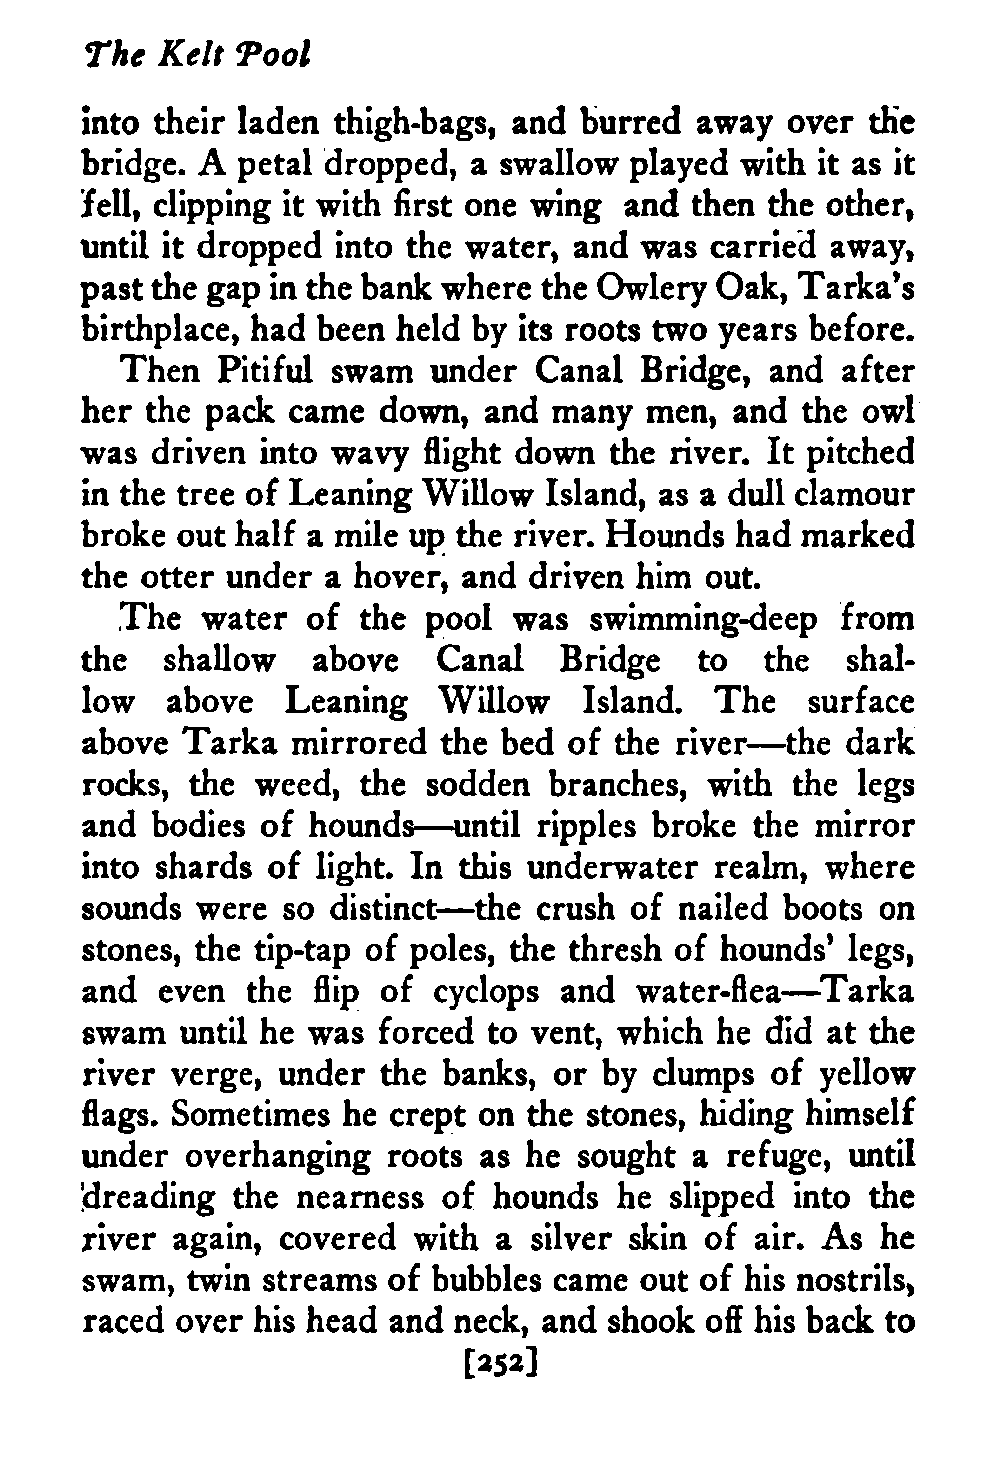 The Kelt Pool
into their laden thigh-bags, and burred away over the
bridge. A petal dropped, a swallow played with it as it
fell, clipping it with first one wing and then the other,
until it dropped into the water, and was carried away,
past the gap in the bank where the Owlery Oak, Tarka's
birthplace, had been held by its roots two years before.
Then Pitiful swam under Canal Bridge, and after
her the pack came down, and many men, and the owl
was driven into wavy flight down the river. It pitched
in the tree of Leaning Willow Island, as a dull clamour
broke out half a mile up the river. Hounds had marked
the otter under a hover, and driven him out.
The water of the pool was swimming-deep from
the shallow above Canal Bridge to the shal-
low above Leaning Willow Island. The surface
above Tarka mirrored the bed of the river—the dark
rocks, the weed, the sodden branches, with the legs
and bodies of hounds—until ripples broke the mirror
into shards of light. In this underwater realm, where
sounds were so distinct—the crush of nailed boots on
stones, the tip-tap of poles, the thresh of hounds' legs,
and even the flip of cyclops and water-flea—Tarka
swam until he was forced to vent, which he did at the
river verge, under the banks, or by clumps of yellow
flags. Sometimes he crept on the stones, hiding himself
under overhanging roots as he sought a refuge, until
dreading the nearness of hounds he slipped into the
river again, covered with a silver skin of air. As he
swam, twin streams of bubbles came out of his nostrils,
raced over his head and neck, and shook off his back to
[252]